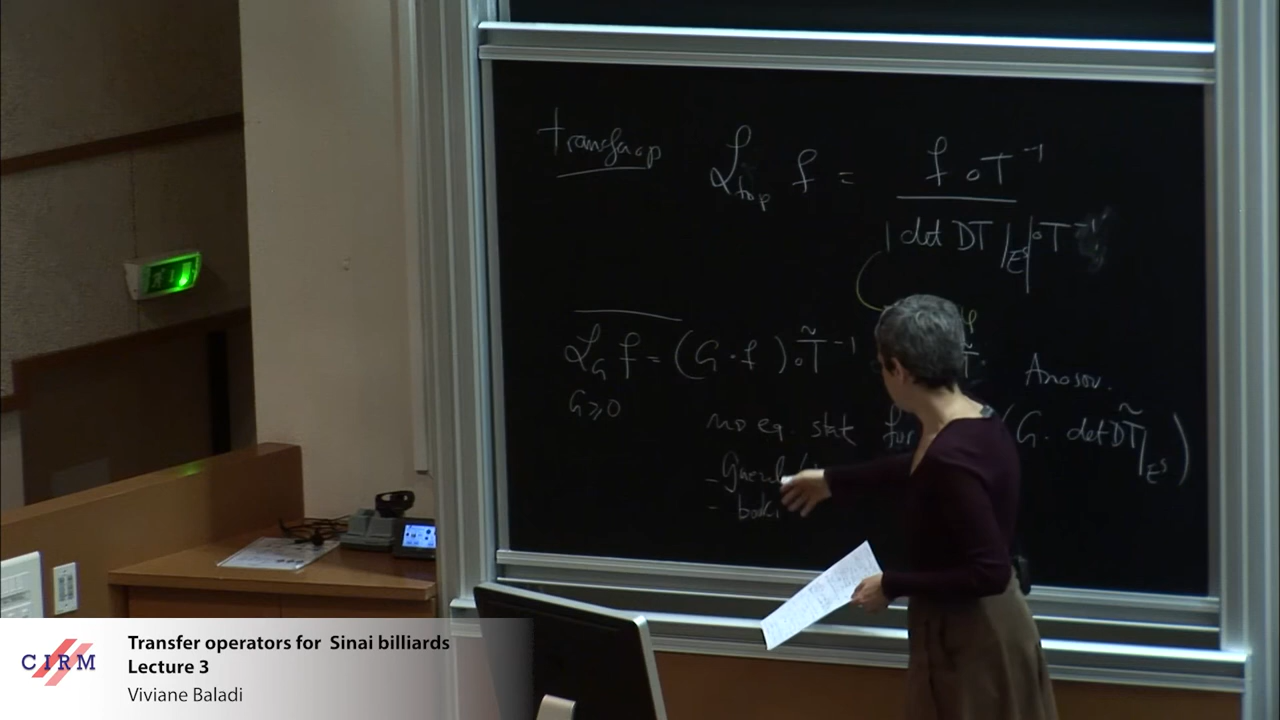 transf op
ℒ_top f = f ∘ T⁻¹ / | det DT |_{E^s} | ∘ T⁻¹
ℒ_G f = (G · f) ∘ T̃⁻¹
T̃ Anosov.
G ≥ 0
no eq. state for (G · det DT̃|_{E^s})
CIRM
Transfer operators for Sinai billiards
Lecture 3
Viviane Baladi